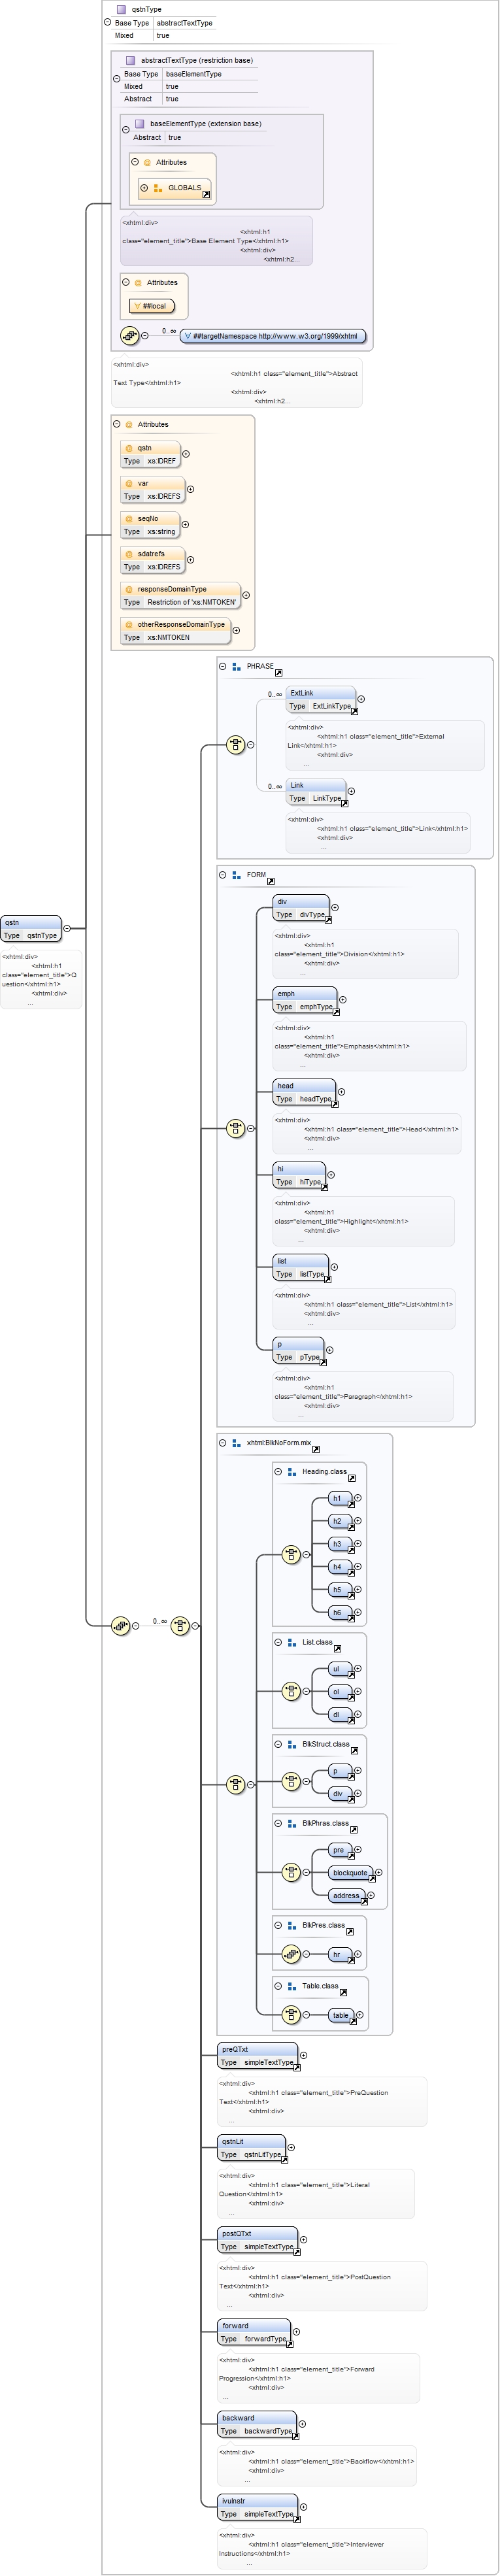 qstnType
Base Type abstractTextType
Mixed true
abstractTextType (restriction base)
Base Type baseElementType
Mixed true
Abstract true
baseElementType (extension base)
Abstract true
Attributes
GLOBALS
<xhtml:div>
<xhtml:h1
class="element_title">Base Element Type</xhtml:h1>
<xhtml:div>
<xhtml:h2...
Attributes
##local
0..∞
##targetNamespace http://www.w3.org/1999/xhtml
<xhtml:div>
<xhtml:h1 class="element_title">Abstract
Text Type</xhtml:h1>
<xhtml:div>
<xhtml:h2...
Attributes
qstn
Type xs:IDREF
var
Type xs:IDREFS
seqNo
Type xs:string
sdatrefs
Type xs:IDREFS
responseDomainType
Type Restriction of 'xs:NMTOKEN'
otherResponseDomainType
Type xs:NMTOKEN
PHRASE
0..∞
ExtLink
Type ExtLinkType
<xhtml:div>
<xhtml:h1 class="element_title">External
Link</xhtml:h1>
<xhtml:div>
...
0..∞
Link
Type LinkType
<xhtml:div>
<xhtml:h1 class="element_title">Link</xhtml:h1>
<xhtml:div>
...
FORM
div
Type divType
<xhtml:div>
<xhtml:h1
class="element_title">Division</xhtml:h1>
<xhtml:div>
...
qstn
Type qstnType
<xhtml:div>
<xhtml:h1
class="element_title">Q
uestion</xhtml:h1>
<xhtml:div>
...
emph
Type emphType
<xhtml:div>
<xhtml:h1
class="element_title">Emphasis</xhtml:h1>
<xhtml:div>
...
head
Type headType
<xhtml:div>
<xhtml:h1 class="element_title">Head</xhtml:h1>
<xhtml:div>
...
hi
Type hiType
<xhtml:div>
<xhtml:h1
class="element_title">Highlight</xhtml:h1>
<xhtml:div>
...
list
Type listType
<xhtml:div>
<xhtml:h1 class="element_title">List</xhtml:h1>
<xhtml:div>
...
p
Type pType
<xhtml:div>
<xhtml:h1
class="element_title">Paragraph</xhtml:h1>
<xhtml:div>
...
xhtml:BlkNoForm.mix
Heading.class
h1
h2
h3
h4
h5
h6
0..∞
List.class
ul
ol
dl
BlkStruct.class
p
div
BlkPhras.class
pre
blockquote
address
BlkPres.class
hr
Table.class
table
preQTxt
Type simpleTextType
<xhtml:div>
<xhtml:h1 class="element_title">PreQuestion
Text</xhtml:h1>
<xhtml:div>
...
qstnLit
Type qstnLitType
<xhtml:div>
<xhtml:h1 class="element_title">Literal
Question</xhtml:h1>
<xhtml:div>
...
postQTxt
Type simpleTextType
<xhtml:div>
<xhtml:h1 class="element_title">PostQuestion
Text</xhtml:h1>
<xhtml:div>
...
forward
Type forwardType
<xhtml:div>
<xhtml:h1 class="element_title">Forward
Progression</xhtml:h1>
<xhtml:div>
...
backward
Type backwardType
<xhtml:div>
<xhtml:h1 class="element_title">Backflow</xhtml:h1>
<xhtml:div>
...
ivuInstr
Type simpleTextType
<xhtml:div>
<xhtml:h1 class="element_title">Interviewer
Instructions</xhtml:h1>
...